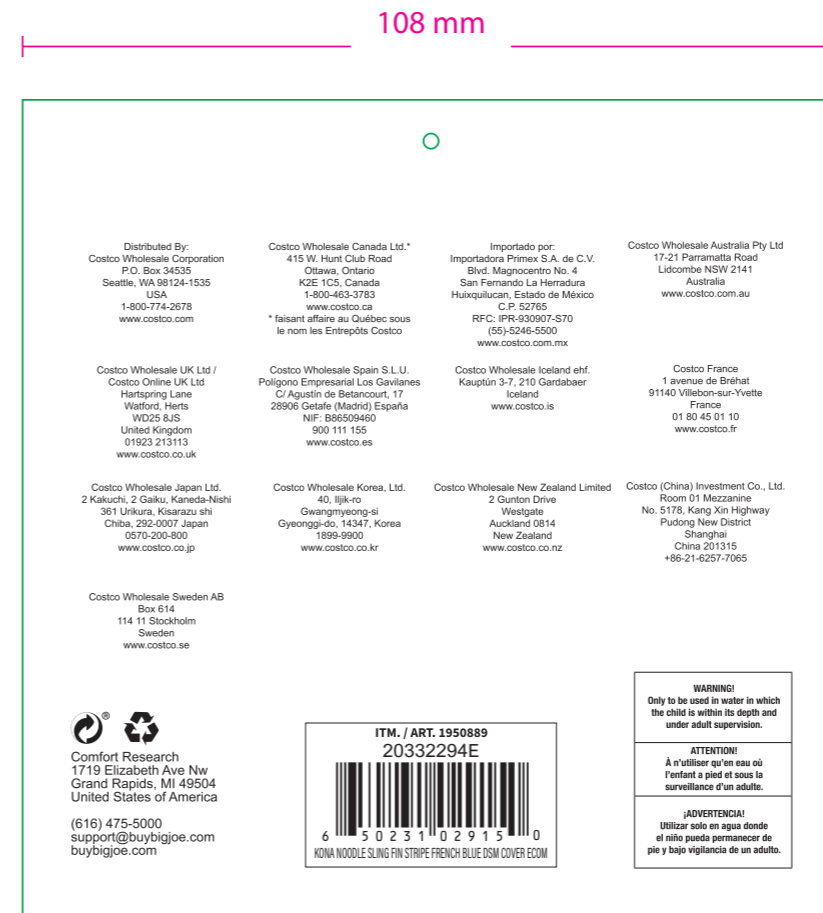 108 mm
Distributed By:
Costco Wholesale Corporation
P.O. Box 34535
Seattle, WA 98124-1535
USA
1-800-774-2678
www.costco.com
Costco Wholesale Canada Ltd.*
415 W. Hunt Club Road
Ottawa, Ontario
K2E 1C5, Canada
1-800-463-3783
www.costco.ca
* faisant affaire au Québec sous
le nom les Entrepôts Costco
Importado por:
Importadora Primex S.A. de C.V.
Blvd. Magnocentro No. 4
San Fernando La Herradura
Huixquilucan, Estado de México
C.P. 52765
RFC: IPR-930907-S70
(55)-5246-5500
www.costco.com.mx
Costco Wholesale Australia Pty Ltd
17-21 Parramatta Road
Lidcombe NSW 2141
Australia
www.costco.com.au
Costco Wholesale UK Ltd /
Costco Online UK Ltd
Hartspring Lane
Watford, Herts
WD25 8JS
United Kingdom
01923 213113
www.costco.co.uk
Costco Wholesale Spain S.L.U.
Polígono Empresarial Los Gavilanes
C/ Agustín de Betancourt, 17
28906 Getafe (Madrid) España
NIF: B86509460
900 111 155
www.costco.es
Costco Wholesale Iceland ehf.
Kauptún 3-7, 210 Gardabaer
Iceland
www.costco.is
Costco France
1 avenue de Bréhat
91140 Villebon-sur-Yvette
France
01 80 45 01 10
www.costco.fr
Costco Wholesale Japan Ltd.
2 Kakuchi, 2 Gaiku, Kaneda-Nishi
361 Urikura, Kisarazu shi
Chiba, 292-0007 Japan
0570-200-800
www.costco.co.jp
Costco Wholesale Korea, Ltd.
40, Iljik-ro
Gwangmyeong-si
Gyeonggi-do, 14347, Korea
1899-9900
www.costco.co.kr
Costco Wholesale New Zealand Limited
2 Gunton Drive
Westgate
Auckland 0814
New Zealand
www.costco.co.nz
Costco (China) Investment Co., Ltd.
Room 01 Mezzanine
No. 5178, Kang Xin Highway
Pudong New District
Shanghai
China 201315
+86-21-6257-7065
Costco Wholesale Sweden AB
Box 614
114 11 Stockholm
Sweden
www.costco.se
®
Comfort Research
1719 Elizabeth Ave Nw
Grand Rapids, MI 49504
United States of America
(616) 475-5000
support@buybigjoe.com
buybigjoe.com
ITM. / ART. 1950889
20332294E
6 50231 02915 0
KONA NOODLE SLING FIN STRIPE FRENCH BLUE DSM COVER ECOM
WARNING!
Only to be used in water in which
the child is within its depth and
under adult supervision.
ATTENTION!
À n'utiliser qu'en eau où
l'enfant a pied et sous la
surveillance d'un adulte.
¡ADVERTENCIA!
Utilizar solo en agua donde
el niño pueda permanecer de
pie y bajo vigilancia de un adulto.